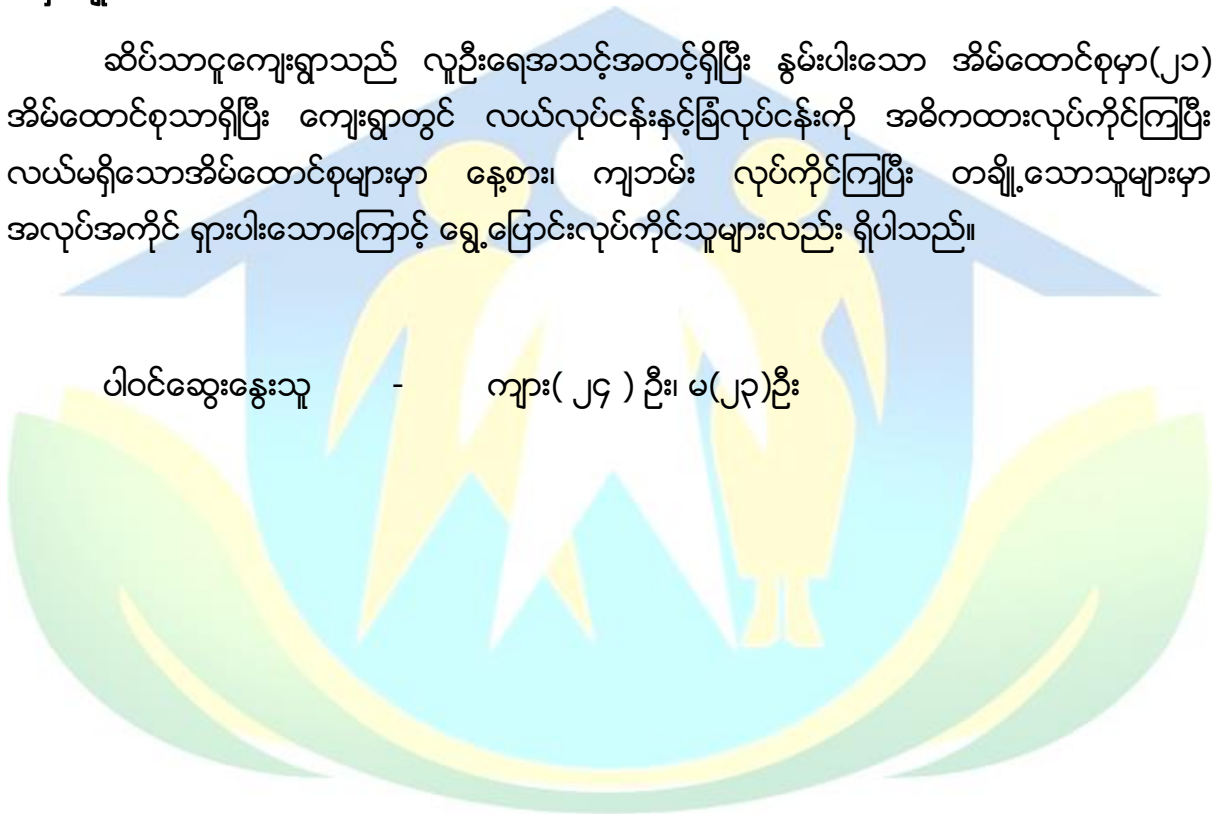 ဆိပ်သာငူကျေးရွာသည် လူဦးရေအသင့်အတင့်ရှိပြီး နွမ်းပါးသော အိမ်ထောင်စုမှာ(၂၁)
အိမ်ထောင်စုသာရှိပြီး ကျေးရွာတွင် လယ်လုပ်ငန်းနှင့်ခြံလုပ်ငန်းကို အဓိကထားလုပ်ကိုင်ကြပြီး
လယ်မရှိသောအိမ်ထောင်စုများမှာ နေ့စား၊ ကျဘမ်း လုပ်ကိုင်ကြပြီး တချို့သောသူများမှာ
အလုပ်အကိုင် ရှားပါးသောကြောင့် ရွေ့ပြောင်းလုပ်ကိုင်သူများလည်း ရှိပါသည်။
ပါဝင်ဆွေးနွေးသူ - ကျား( ၂၄ ) ဦး၊ မ(၂၃)ဦး